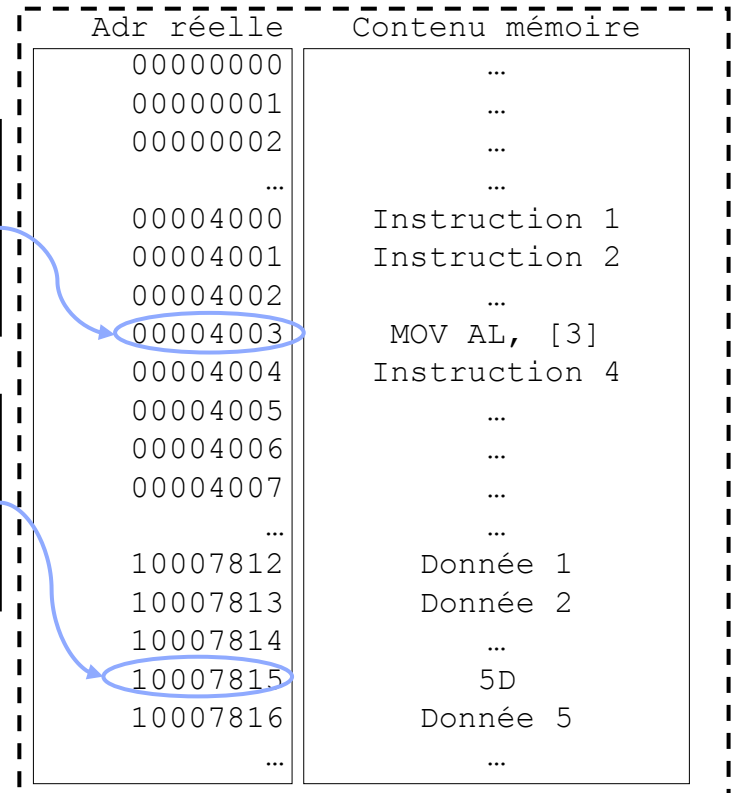 Adr réelle Contenu mémoire
00000000 …
00000001 …
00000002 …
… …
00004000 Instruction 1
00004001 Instruction 2
00004002 …
00004003 MOV AL, [3]
00004004 Instruction 4
00004005 …
00004006 …
00004007 …
… …
10007812 Donnée 1
10007813 Donnée 2
10007814 …
10007815 5D
10007816 Donnée 5
… …